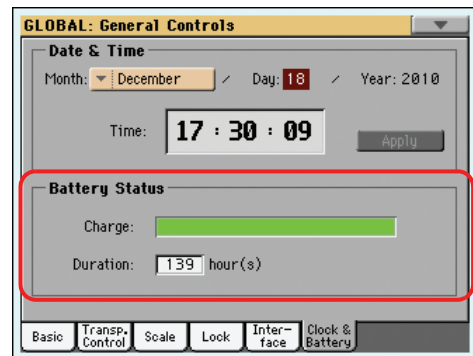 GLOBAL: General Controls
Date & Time
Month: December / Day: 18 / Year: 2010
Time: 17 : 30 : 09 Apply
Battery Status
Charge:
Duration: 139 hour(s)
Basic Transp. Control Scale Lock Inter- face Clock & Battery